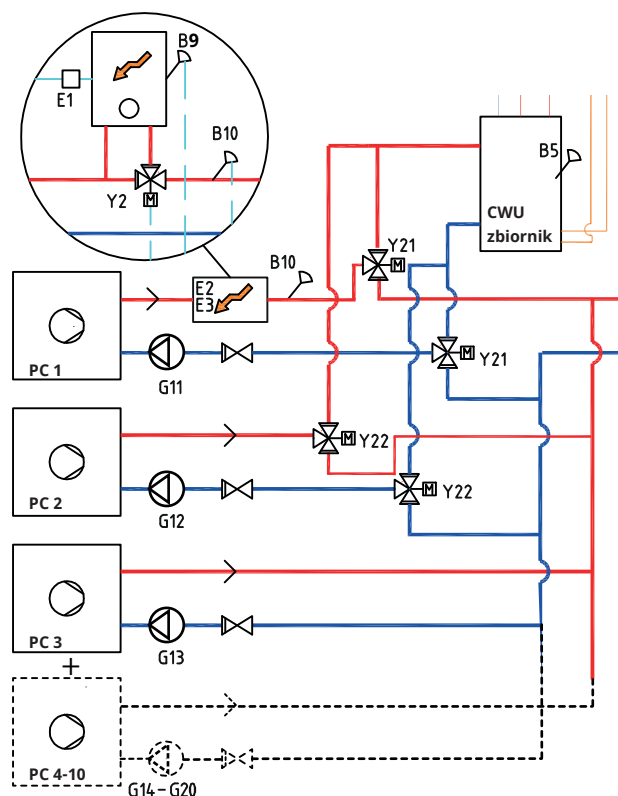 B9
E1
B10
Y2
M
B5
CWU
zbiornik
Y21
M
B10
E2
E3
PC 1
G11
M
Y21
PC 2
G12
M
Y22
M
Y22
PC 3
G13
+
PC 4-10
G14-G20